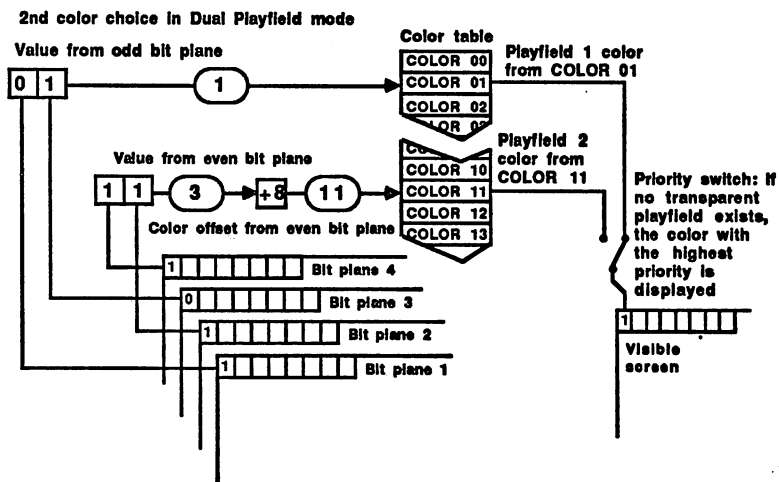 2nd color choice in Dual Playfield mode
Value from odd bit plane
0 1
1
Color table
COLOR 00
COLOR 01
COLOR 02
Playfield 1 color
from COLOR 01
Value from even bit plane
1 1
3
+8
11
Color offset from even bit plane
COLOR 10
COLOR 11
COLOR 12
COLOR 13
Playfield 2
color from
COLOR 11
Priority switch: If
no transparent
playfield exists,
the color with
the highest
priority is
displayed
1
Bit plane 4
0
Bit plane 3
1
Bit plane 2
1
Bit plane 1
1
Visible
screen